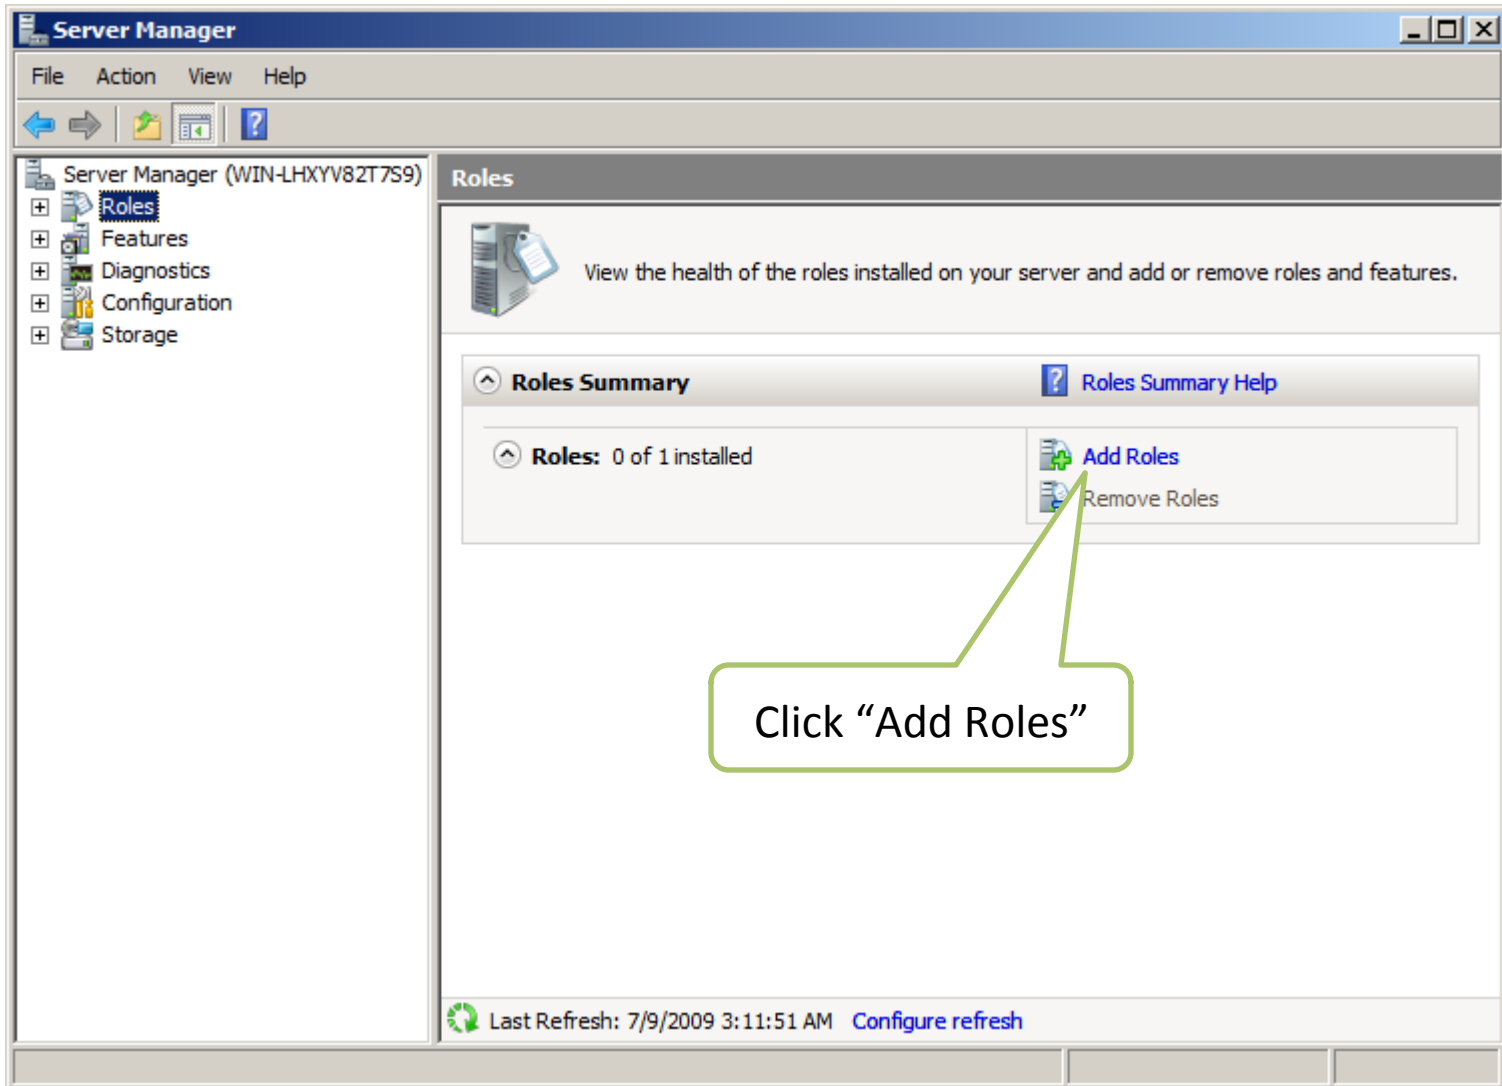 Server Manager
File Action View Help
Server Manager (WIN-LHXYV82T7S9)
Roles
Features
Diagnostics
Configuration
Storage
Roles
View the health of the roles installed on your server and add or remove roles and features.
Roles Summary
Roles Summary Help
Roles: 0 of 1 installed
Add Roles
Remove Roles
Click “Add Roles”
Last Refresh: 7/9/2009 3:11:51 AM Configure refresh